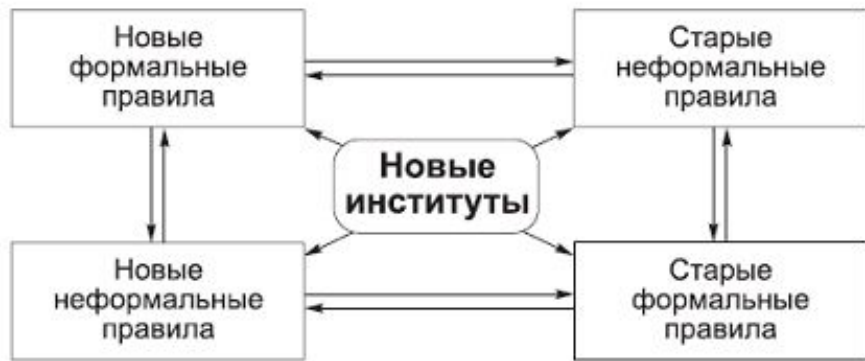 Новые
формальные
правила
Старые
неформальные
правила
Новые
институты
Новые
неформальные
правила
Старые
формальные
правила